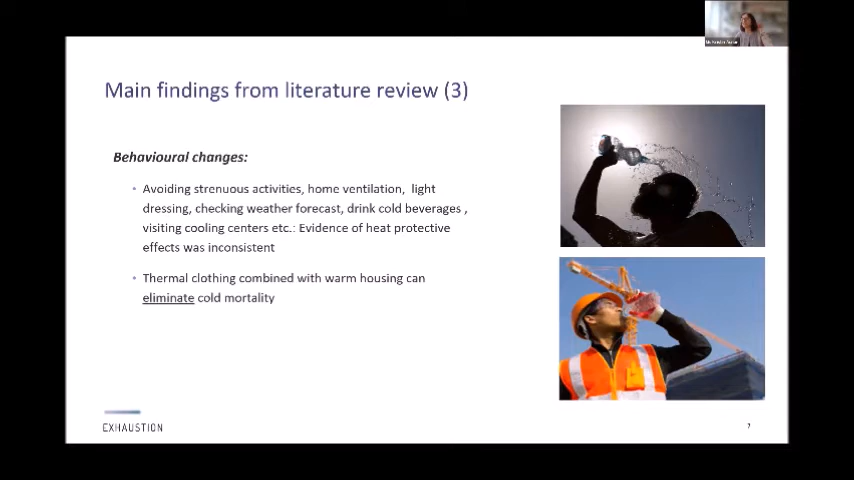 Main findings from literature review (3)
Behavioural changes:
Avoiding strenuous activities, home ventilation, light
dressing, checking weather forecast, drink cold beverages ,
visiting cooling centers etc.: Evidence of heat protective
effects was inconsistent
Thermal clothing combined with warm housing can
eliminate cold mortality
EXHAUSTION
7